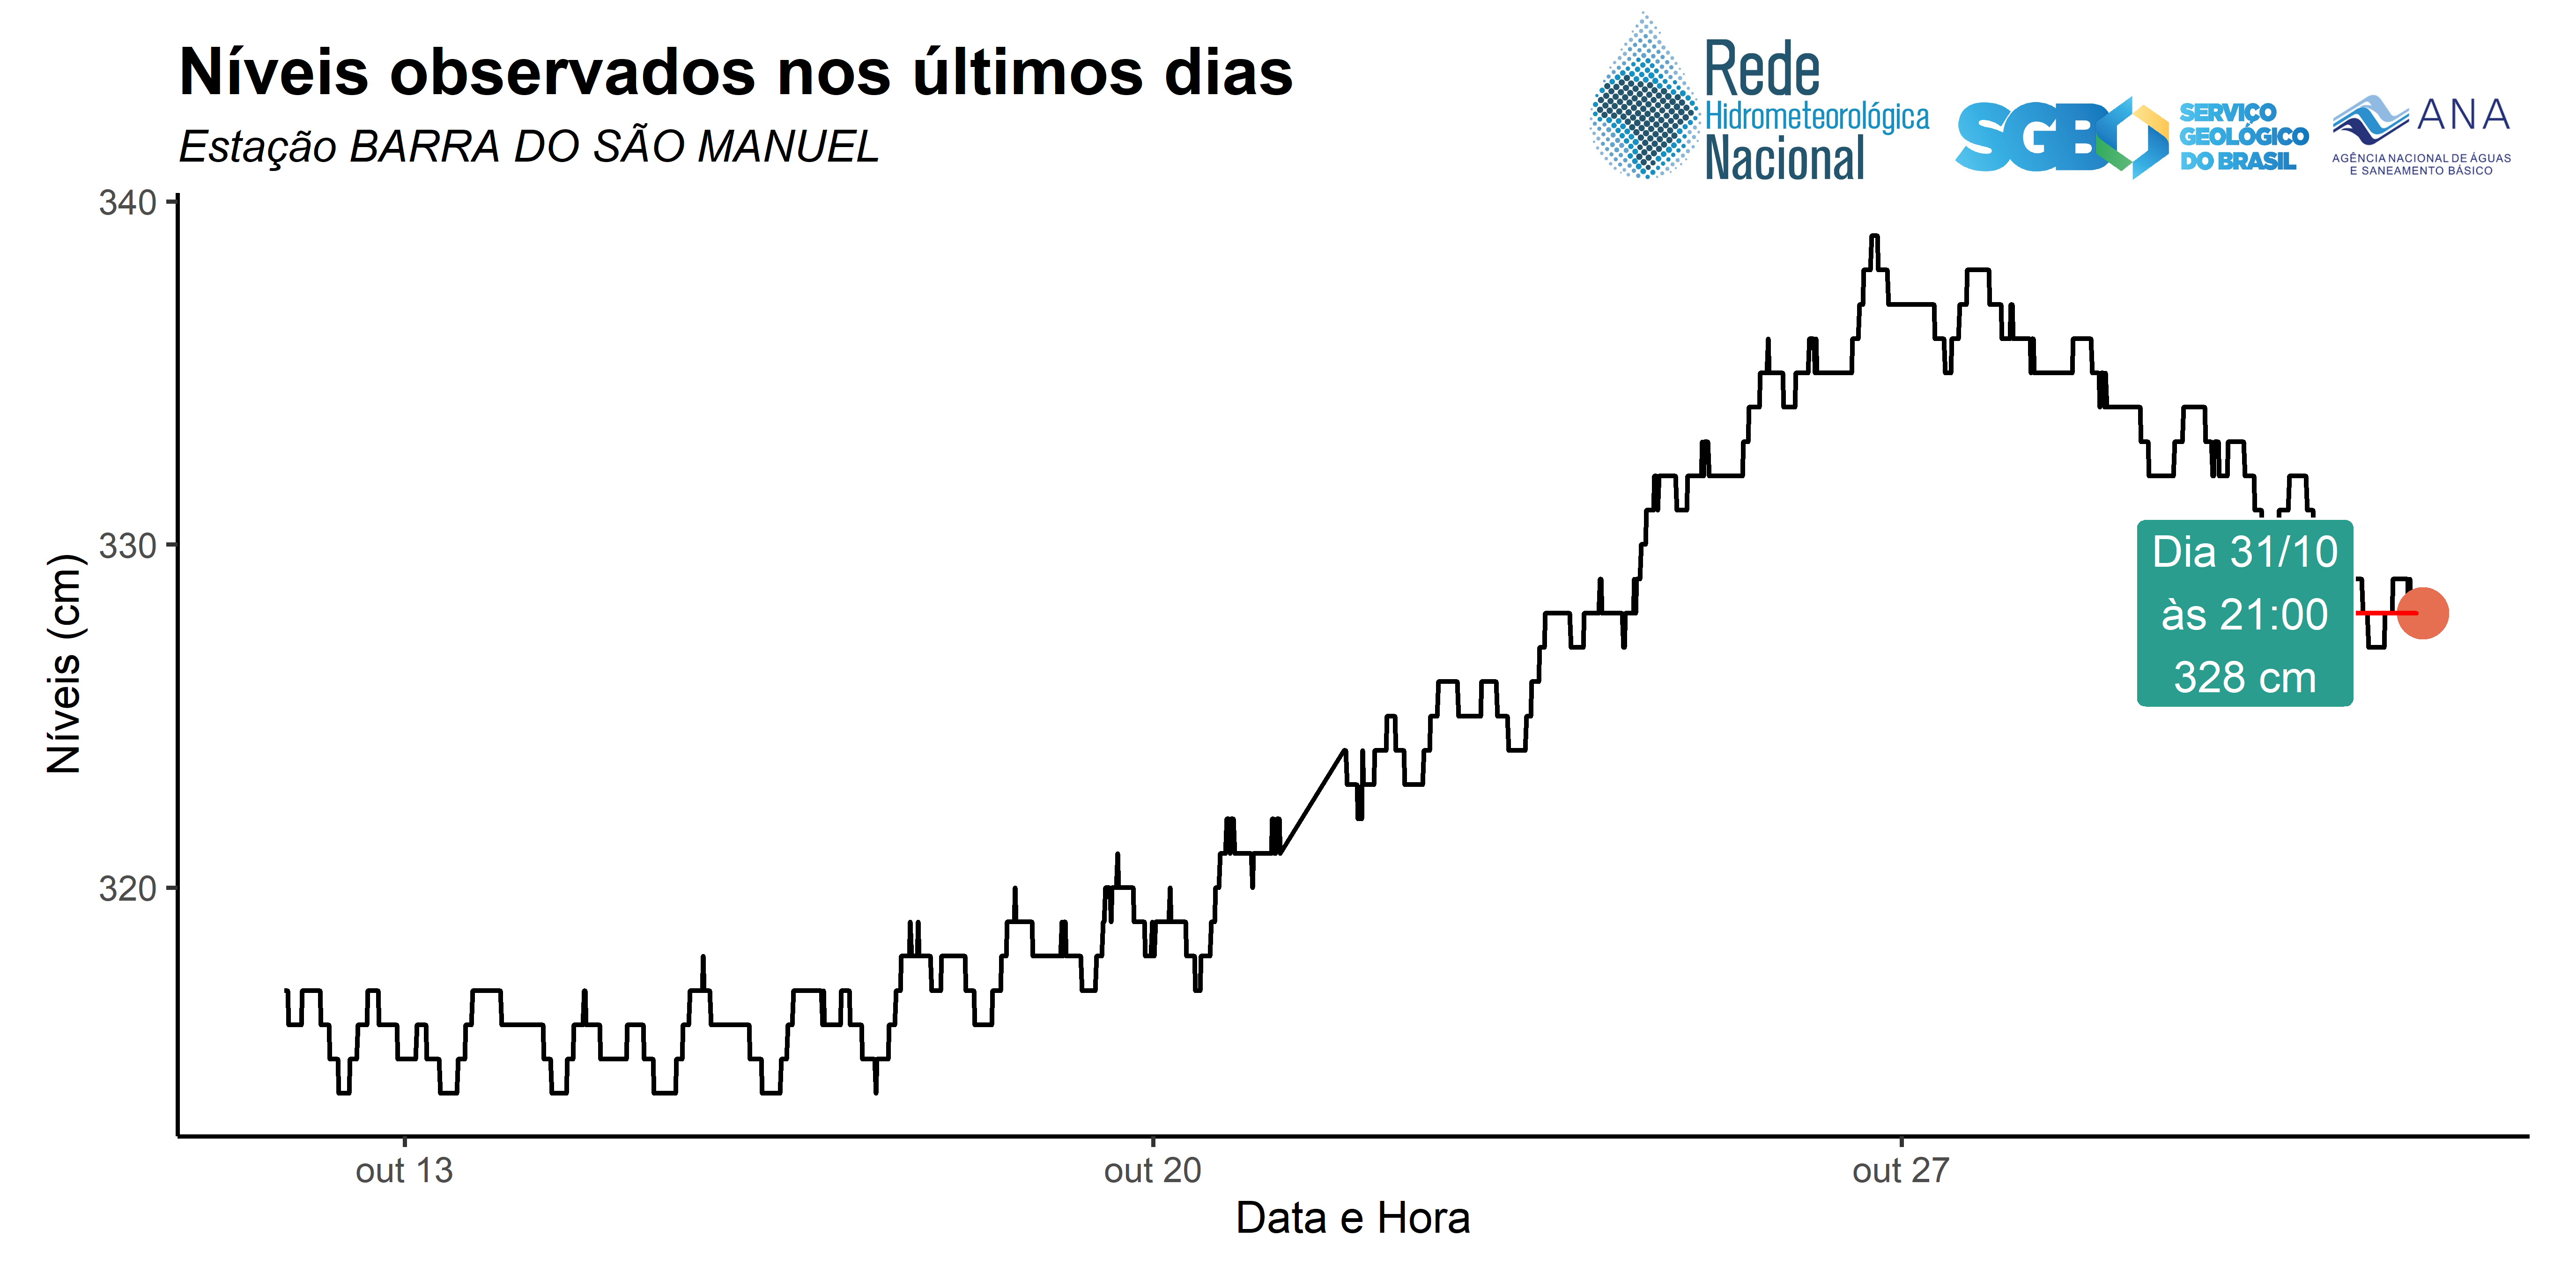 Níveis observados nos últimos dias
Estação BARRA DO SÃO MANUEL
Rede
Hidrometeorológica
Nacional
SGB
SERVIÇO
GEOLÓGICO
DO BRASIL
ANA
AGÊNCIA NACIONAL DE ÁGUAS
E SANEAMENTO BÁSICO
340
330
320
Níveis (cm)
Dia 31/10
às 21:00
328 cm
out 13
out 20
out 27
Data e Hora